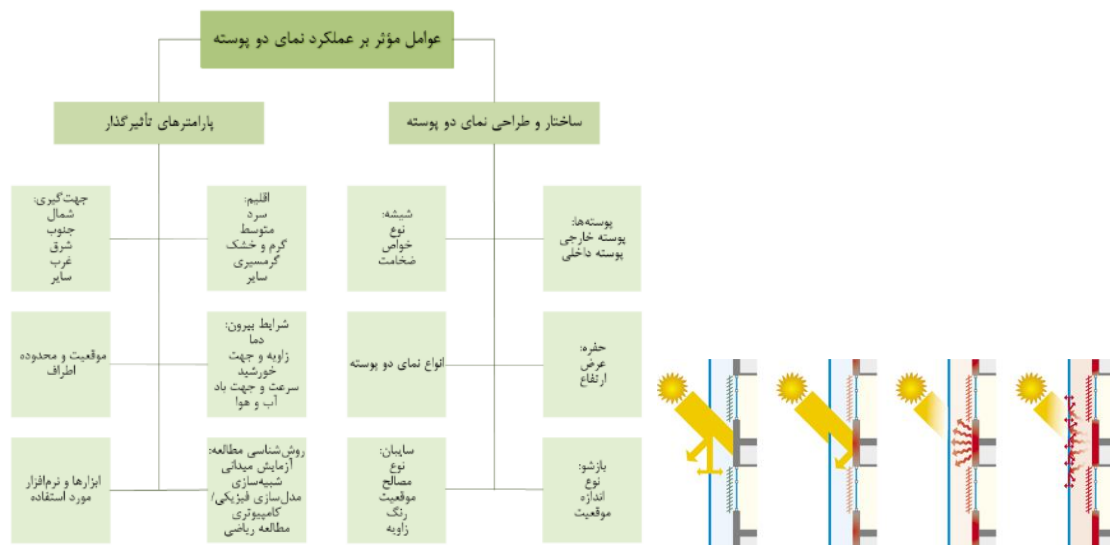 عوامل مؤثر بر عملکرد نمای دو پوسته
ساختار و طراحی نمای دو پوسته
پارامترهای تأثیرگذار
پوسته‌ها:
پوسته خارجی
پوسته داخلی
شیشه:
نوع
خواص
ضخامت
اقلیم:
سرد
متوسط
گرم و خشک
گرمسیری
سایر
جهت‌گیری:
شمال
جنوب
شرق
غرب
سایر
حفره:
عرض
ارتفاع
انواع نمای دو پوسته
شرایط بیرون:
دما
زاویه و جهت
خورشید
سرعت و جهت باد
آب و هوا
موقعیت و محدوده
اطراف
بازشو:
نوع
اندازه
موقعیت
سایبان:
نوع
مصالح
موقعیت
رنگ
زاویه
روش‌شناسی مطالعه:
آزمایش میدانی
شبیه‌سازی
مدل‌سازی فیزیکی/
کامپیوتری
مطالعه ریاضی
ابزارها و نرم‌افزار
مورد استفاده